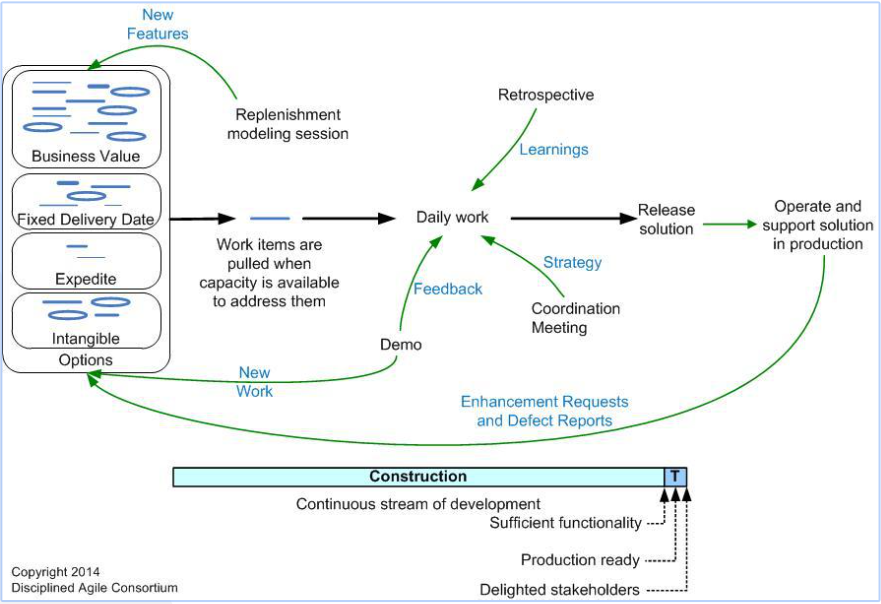 New
Features
Replenishment
modeling session
Business Value
Fixed Delivery Date
Expedite
Intangible
Options
Work items are
pulled when
capacity is available
to address them
Retrospective
Learnings
Daily work
Feedback
Demo
Strategy
Coordination
Meeting
Release
solution
Operate and
support solution
in production
New
Work
Enhancement Requests
and Defect Reports
Construction
T
Continuous stream of development
Sufficient functionality
Production ready
Delighted stakeholders
Copyright 2014
Disciplined Agile Consortium